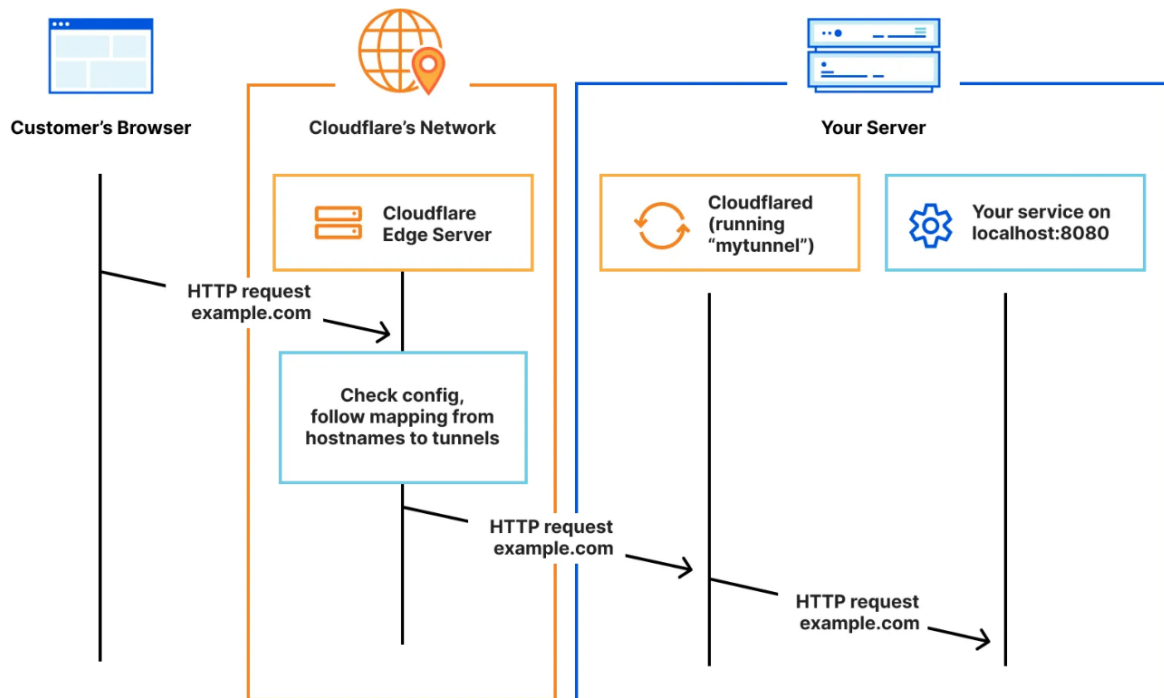 Customer's Browser
Cloudflare's Network
Your Server
Cloudflare
Edge Server
Cloudflared
(running
“mytunnel”)
Your service on
localhost:8080
HTTP request
example.com
Check config,
follow mapping from
hostnames to tunnels
HTTP request
example.com
HTTP request
example.com